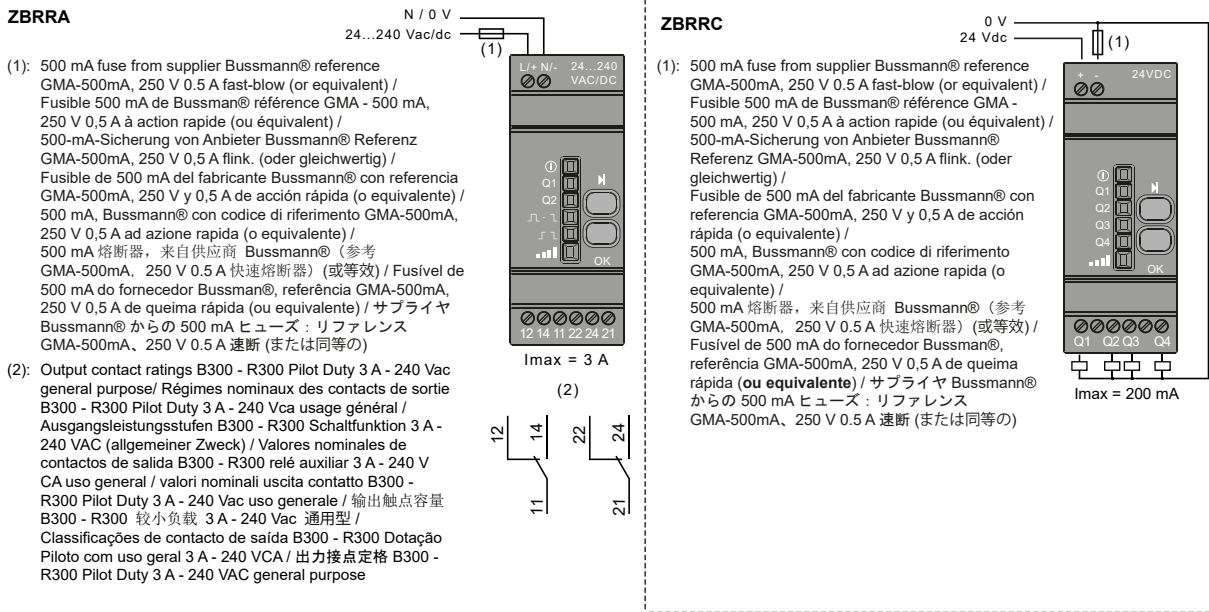 ZBRRA
N / 0 V
24...240 Vac/dc
(1)
(1): 500 mA fuse from supplier Bussmann® reference
GMA-500mA, 250 V 0.5 A fast-blow (or equivalent) /
Fusible 500 mA de Bussman® référence GMA - 500 mA,
250 V 0,5 A à action rapide (ou équivalent) /
500-mA-Sicherung von Anbieter Bussmann® Referenz
GMA-500mA, 250 V 0,5 A flink. (oder gleichwertig) /
Fusible de 500 mA del fabricante Bussmann® con referencia
GMA-500mA, 250 V y 0,5 A de acción rápida (o equivalente) /
500 mA, Bussmann® con codice di riferimento GMA-500mA,
250 V 0,5 A ad azione rapida (o equivalente) /
500 mA 熔断器，来自供应商 Bussmann®（参考
GMA-500mA，250 V 0.5 A 快速熔断器）(或等效) / Fusível de
500 mA do fornecedor Bussman®, referência GMA-500mA,
250 V 0,5 A de queima rápida (ou equivalente) / サプライヤ
Bussmann® からの 500 mA ヒューズ：リファレンス
GMA-500mA、250 V 0.5 A 速断 (または同等の)
(2): Output contact ratings B300 - R300 Pilot Duty 3 A - 240 Vac
general purpose/ Régimes nominaux des contacts de sortie
B300 - R300 Pilot Duty 3 A - 240 Vca usage général /
Ausgangsleistungsstufen B300 - R300 Schaltfunktion 3 A -
240 VAC (allgemeiner Zweck) / Valores nominales de
contactos de salida B300 - R300 relé auxiliar 3 A - 240 V
CA uso general / valori nominali uscita contatto B300 -
R300 Pilot Duty 3 A - 240 Vac uso generale / 输出触点容量
B300 - R300 较小负载 3 A - 240 Vac 通用型 /
Classificações de contacto de saída B300 - R300 Dotação
Piloto com uso geral 3 A - 240 VCA / 出力接点定格 B300 -
R300 Pilot Duty 3 A - 240 VAC general purpose
L/+ N/- 24...240
VAC/DC
Q1
Q2
OK
12 14 11 22 24 21
Imax = 3 A
(2)
12 14 22 24
11 21
ZBRRC
0 V
24 Vdc
(1)
(1): 500 mA fuse from supplier Bussmann® reference
GMA-500mA, 250 V 0.5 A fast-blow (or equivalent) /
Fusible 500 mA de Bussman® référence GMA -
500 mA, 250 V 0,5 A à action rapide (ou équivalent) /
500-mA-Sicherung von Anbieter Bussmann®
Referenz GMA-500mA, 250 V 0,5 A flink. (oder
gleichwertig) /
Fusible de 500 mA del fabricante Bussmann® con
referencia GMA-500mA, 250 V y 0,5 A de acción
rápida (o equivalente) /
500 mA, Bussmann® con codice di riferimento
GMA-500mA, 250 V 0,5 A ad azione rapida (o
equivalente) /
500 mA 熔断器，来自供应商 Bussmann®（参考
GMA-500mA，250 V 0.5 A 快速熔断器）(或等效) /
Fusível de 500 mA do fornecedor Bussman®,
referência GMA-500mA, 250 V 0,5 A de queima
rápida (ou equivalente) / サプライヤ Bussmann®
からの 500 mA ヒューズ：リファレンス
GMA-500mA、250 V 0.5 A 速断 (または同等の)
+ - 24VDC
Q1
Q2
Q3
Q4
OK
Q1 Q2 Q3 Q4
Imax = 200 mA